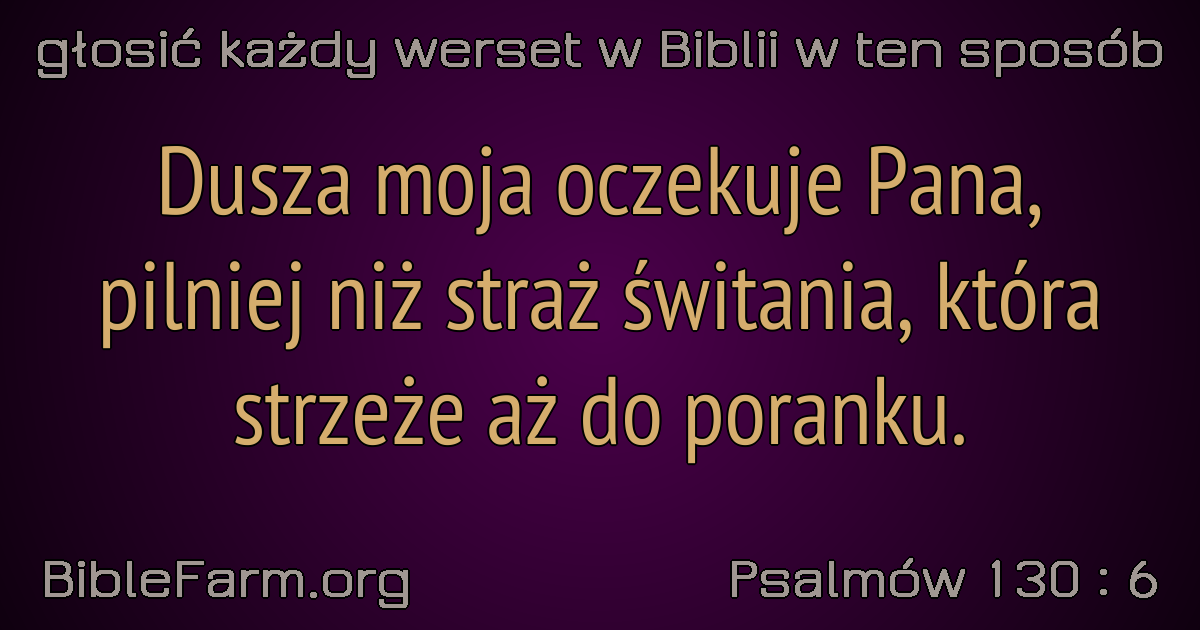 głosić każdy werset w Biblii w ten sposób
Dusza moja oczekuje Pana,
pilniej niż straż świtania, która
strzeże aż do poranku.
BibleFarm.org
Psalmów 130 : 6